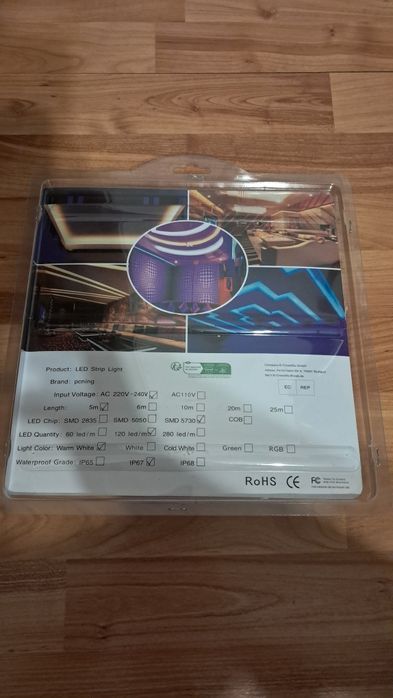 Product: LED Strip Light
Brand: pcning
Input Voltage: AC 220V-240V AC110V
Length: 5m 6m 10m 20m 25m
LED Chip: SMD 2835 SMD 5050 SMD 5730 COB
LED Quantity: 60 led/m 120 led/m 280 led/m
Light Color: Warm White White Cold White Green RGB
Waterproof Grade: IP65 IP67 IP68
EC REP
RoHS CE FC